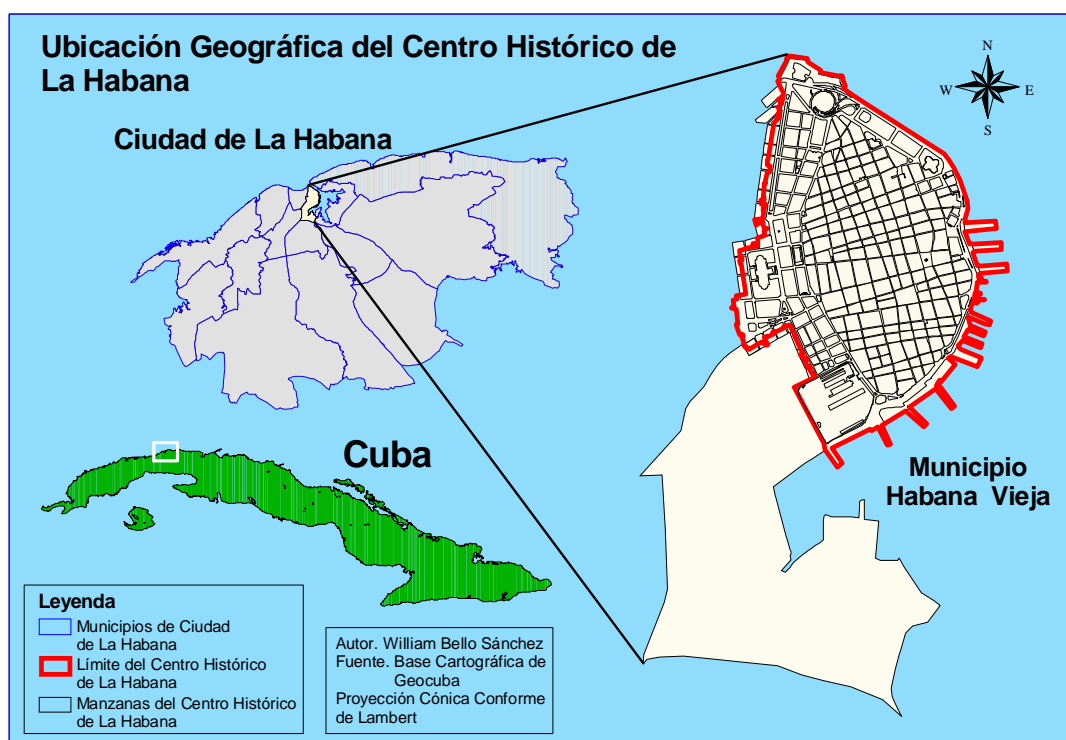 Ubicación Geográfica del Centro Histórico de
La Habana
Ciudad de La Habana
N
W
E
S
Cuba
Municipio
Habana Vieja
Leyenda
Municipios de Ciudad
de La Habana
Límite del Centro Histórico
de La Habana
Manzanas del Centro Histórico
de La Habana
Autor. William Bello Sánchez
Fuente. Base Cartográfica de
Geocuba
Proyección Cónica Conforme
de Lambert